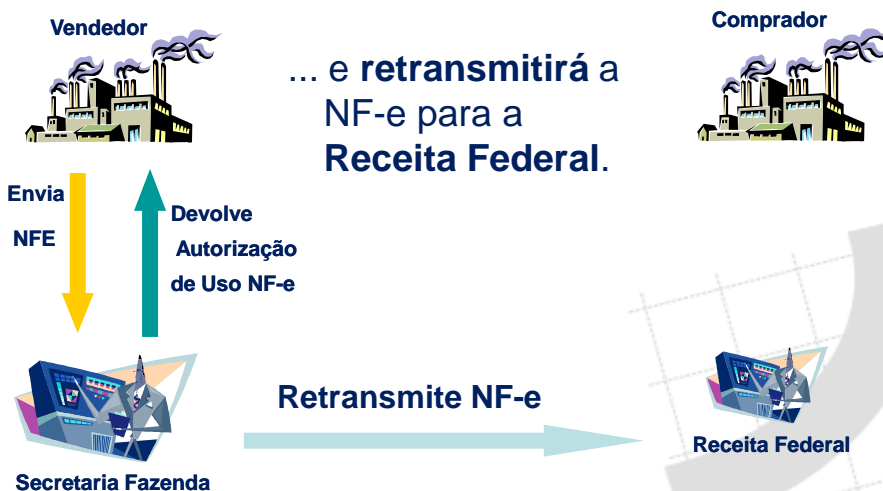 Vendedor
Comprador
... e retransmitirá a
NF-e para a
Receita Federal.
Envia
NFE
Devolve
Autorização
de Uso NF-e
Retransmite NF-e
Receita Federal
Secretaria Fazenda